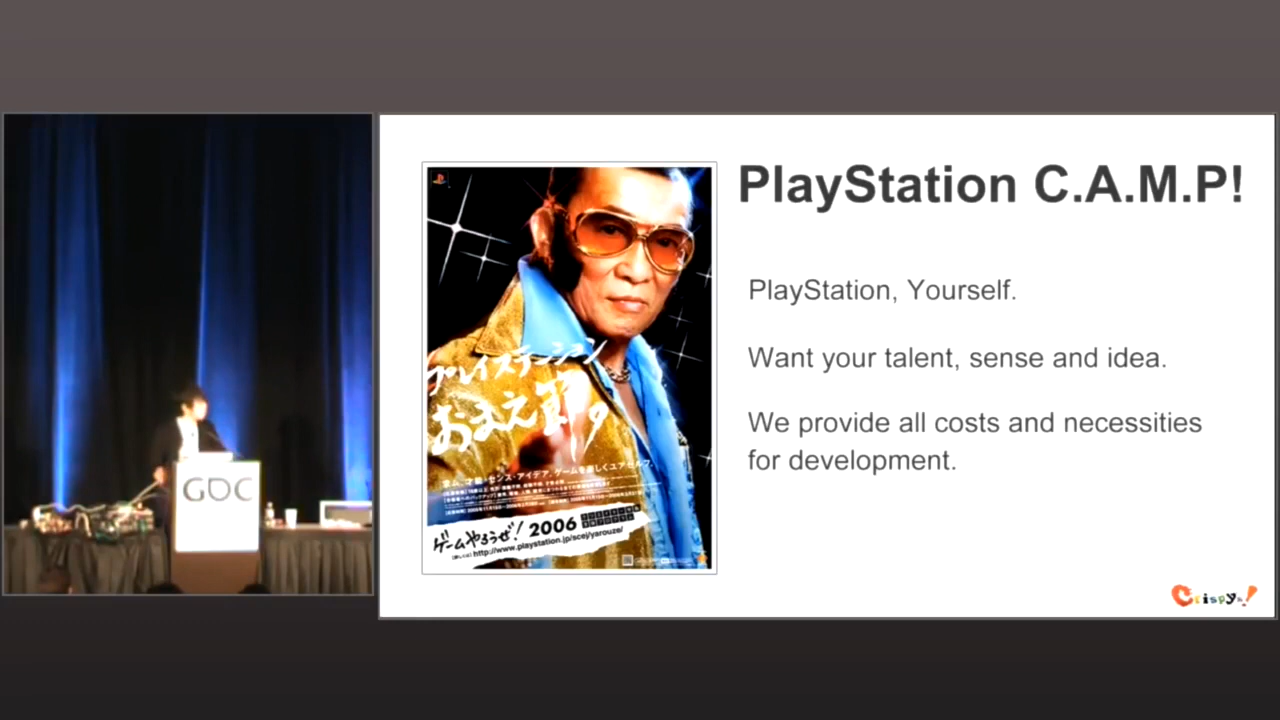 GDC
PlayStation C.A.M.P!
PlayStation, Yourself.
Want your talent, sense and idea.
We provide all costs and necessities
for development.
プレイステーション
おまえ節
ゲームやろうぜ! 2006
http://www.playstation.jp/scej/yarouze/
Crispy's!